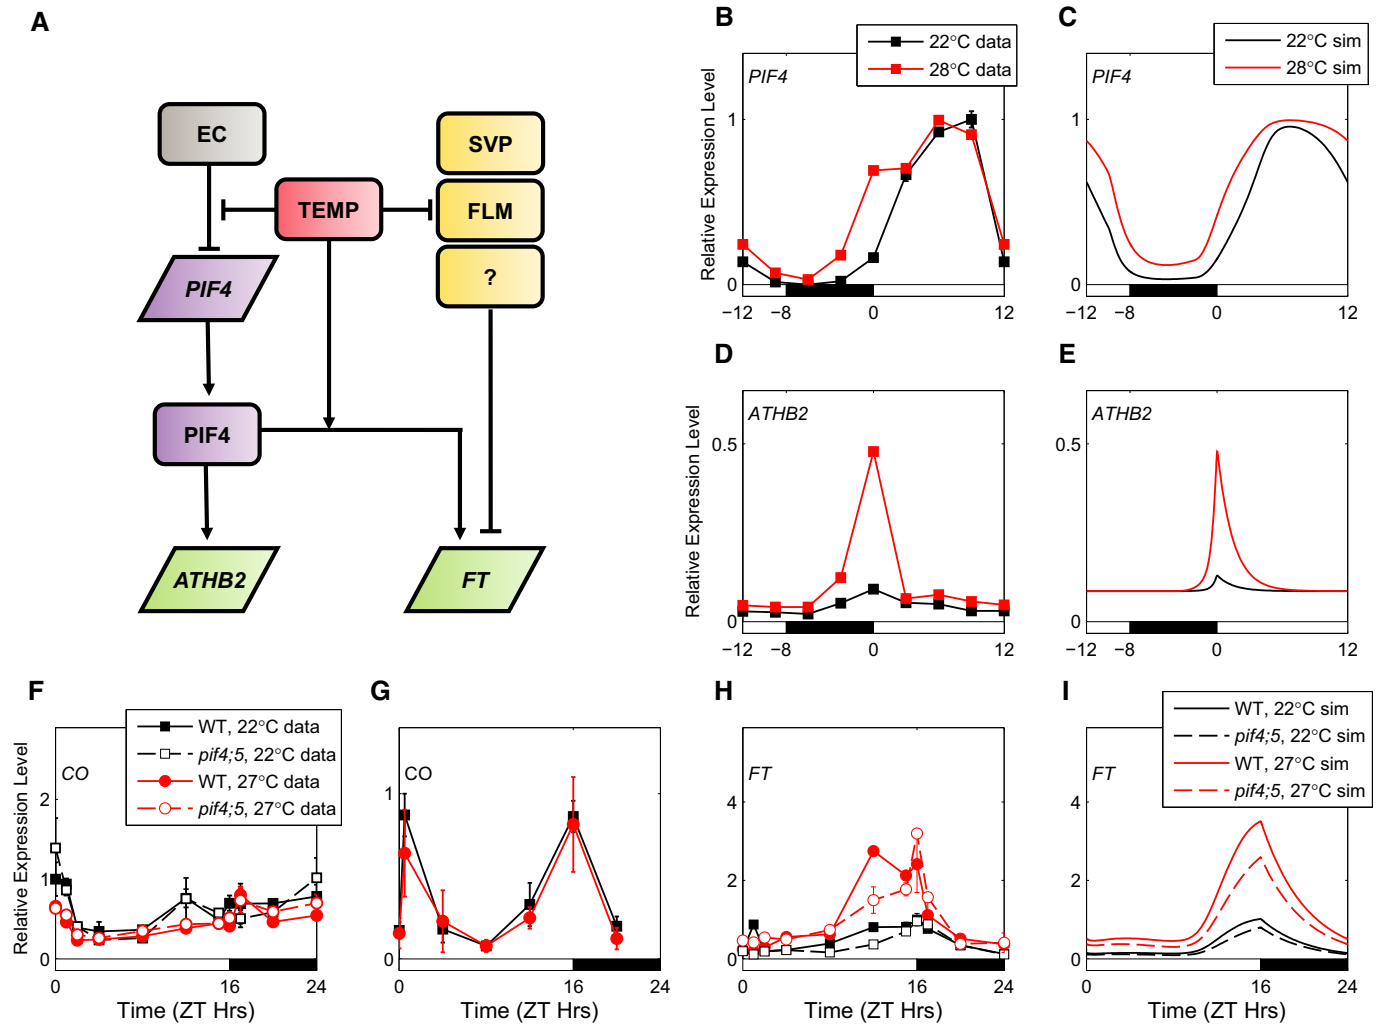 A
EC
TEMP
SVP
FLM
?
PIF4
PIF4
ATHB2
FT
B
22°C data
28°C data
PIF4
Relative Expression Level
1
0
−12
−8
0
12
C
22°C sim
28°C sim
PIF4
1
0
−12
−8
0
12
D
ATHB2
Relative Expression Level
0.5
0
−12
−8
0
12
E
ATHB2
0.5
0
−12
−8
0
12
F
WT, 22°C data
pif4;5, 22°C data
WT, 27°C data
pif4;5, 27°C data
CO
Relative Expression Level
2
1
0
0
16
24
Time (ZT Hrs)
G
CO
1
0
0
16
24
Time (ZT Hrs)
H
FT
4
2
0
0
16
24
Time (ZT Hrs)
I
WT, 22°C sim
pif4;5, 22°C sim
WT, 27°C sim
pif4;5, 27°C sim
FT
4
2
0
0
16
24
Time (ZT Hrs)